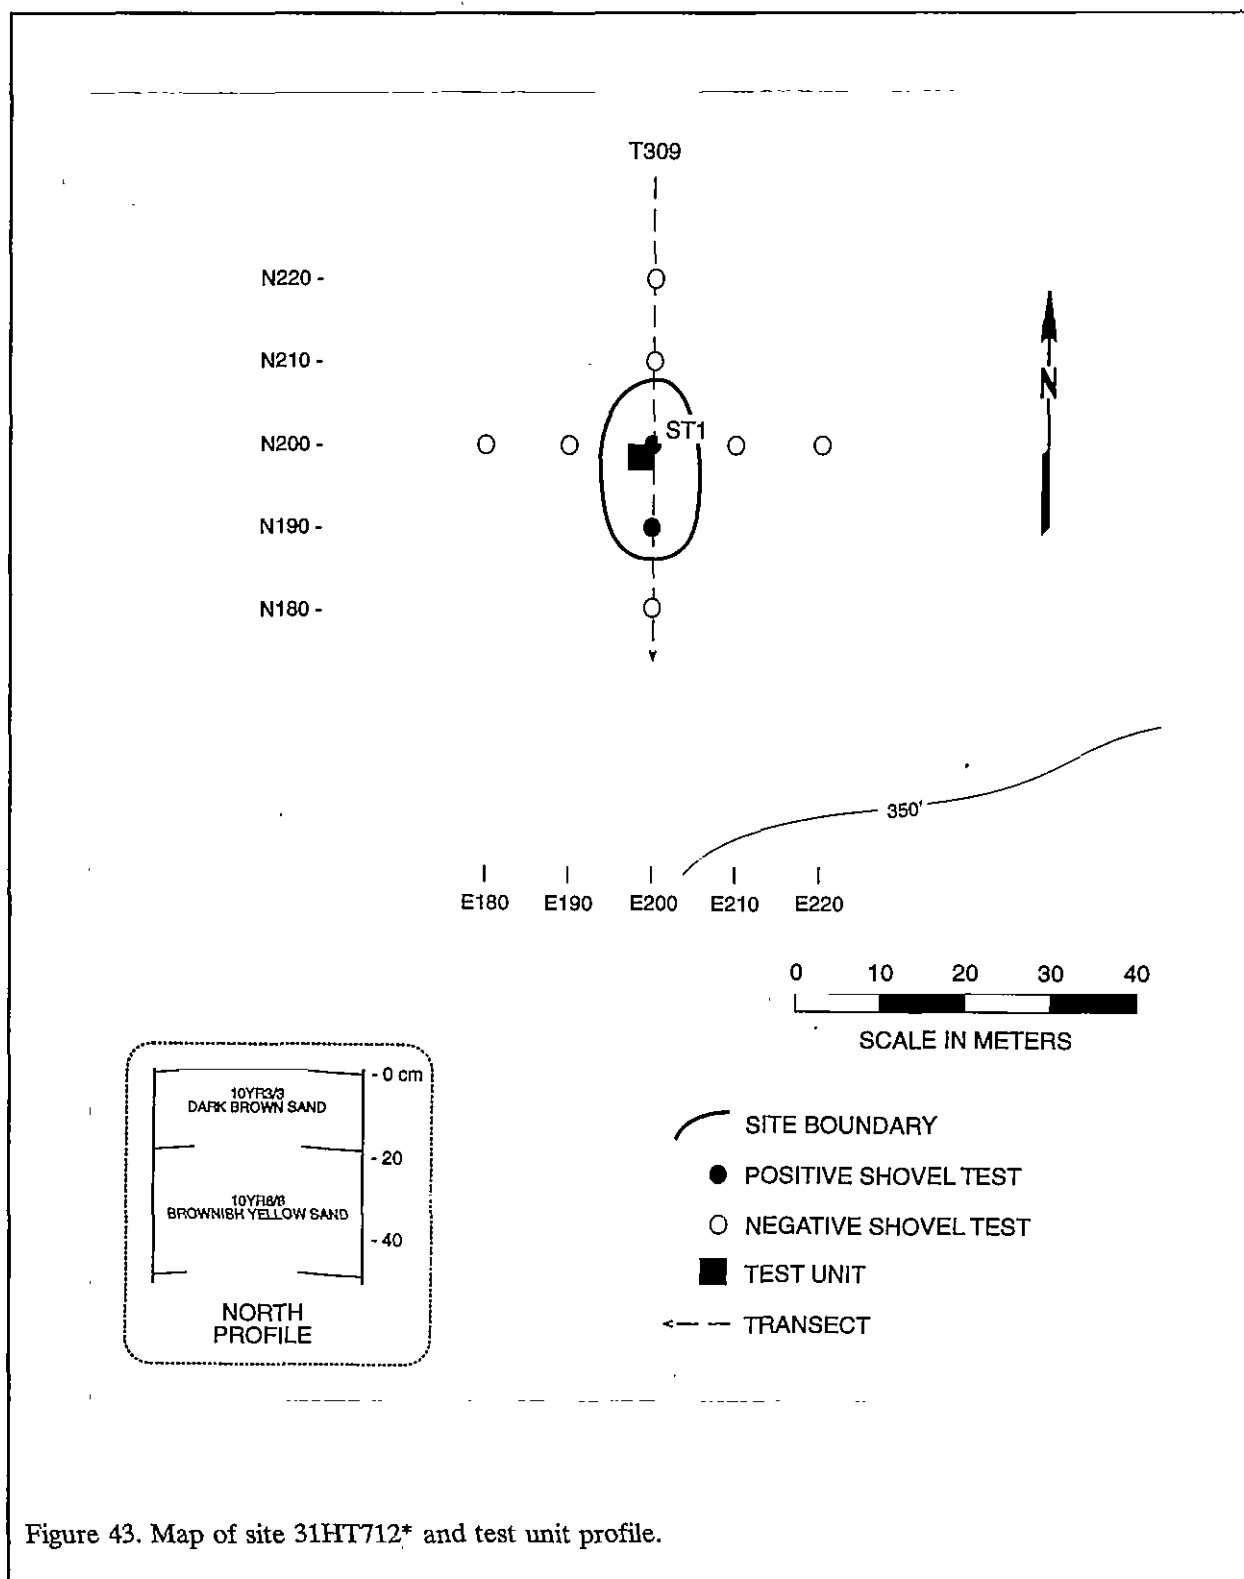 T309
N220 -
N210 -
N200 -
ST1
N190 -
N180 -
N
350'
E180 E190 E200 E210 E220
0 10 20 30 40
SCALE IN METERS
- 0 cm
10YR3/3
DARK BROWN SAND
- 20
BROWNISH YELLOW SAND
- 40
NORTH
PROFILE
SITE BOUNDARY
POSITIVE SHOVEL TEST
NEGATIVE SHOVEL TEST
TEST UNIT
TRANSECT
Figure 43. Map of site 31HT712* and test unit profile.